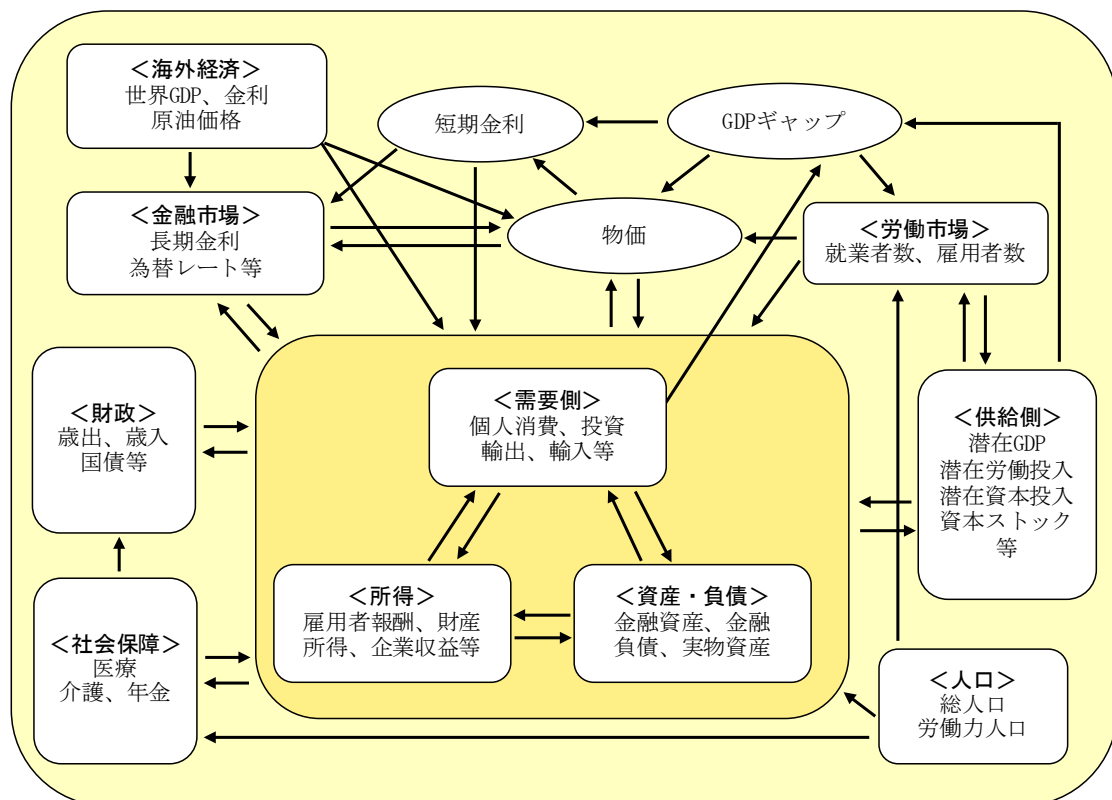 ＜海外経済＞
世界GDP、金利
原油価格
短期金利
GDPギャップ
＜金融市場＞
長期金利
為替レート等
物価
＜労働市場＞
就業者数、雇用者数
＜財政＞
歳出、歳入
国債等
＜需要側＞
個人消費、投資
輸出、輸入等
＜供給側＞
潜在GDP
潜在労働投入
潜在資本投入
資本ストック
等
＜社会保障＞
医療
介護、年金
＜所得＞
雇用者報酬、財産
所得、企業収益等
＜資産・負債＞
金融資産、金融
負債、実物資産
＜人口＞
総人口
労働力人口